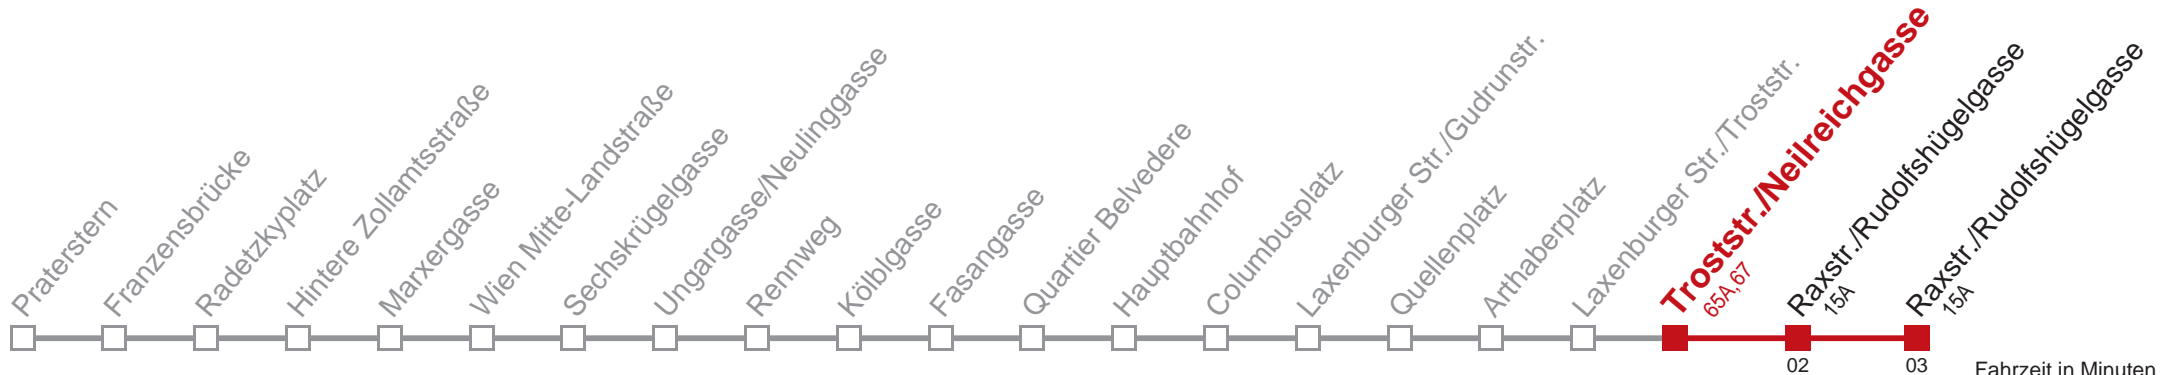 Praterstern
Franzensbrücke
Radetzkyplatz
Hintere Zollamtsstraße
Marxergasse
Wien Mitte-Landstraße
Sechskrügelgasse
Ungargasse/Neulinggasse
Rennweg
Kölblgasse
Fasangasse
Quartier Belvedere
Hauptbahnhof
Columbusplatz
Laxenburger Str./Gudrunstr.
Quellenplatz
Arthaberplatz
Laxenburger Str./Troststr.
Troststr./Neilreichgasse
65A,67
Raxstr./Rudolfshügelgasse
15A
Raxstr./Rudolfshügelgasse
15A
02
03
Fahrzeit in Minuten